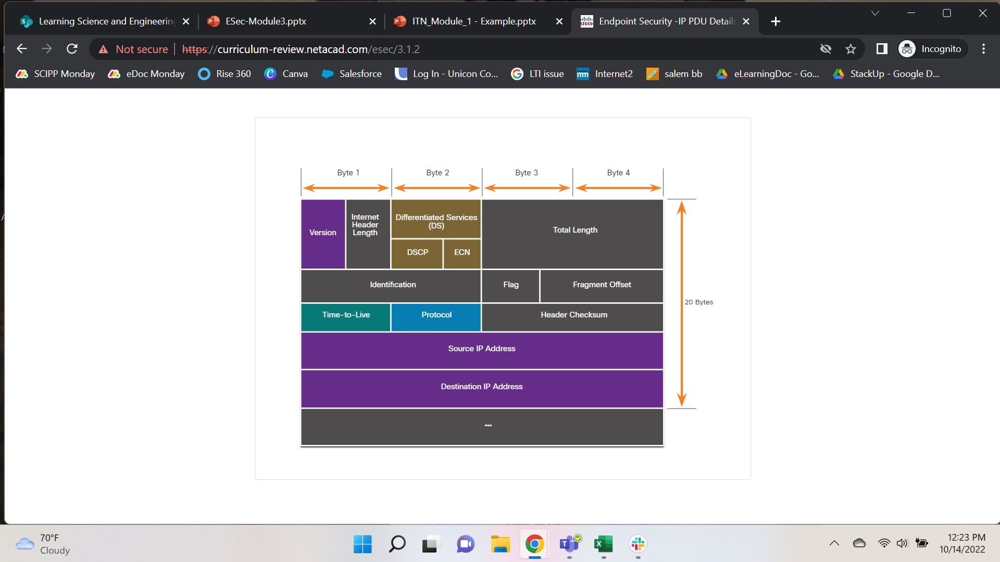 Learning Science and Engineering
ESec-Module3.pptx
ITN_Module_1 - Example.pptx
Endpoint Security -IP PDU Details
Not secure
https://curriculum-review.netacad.com/esec/3.1.2
Incognito
SCIPP Monday
eDoc Monday
Rise 360
Canva
Salesforce
Log In - Unicon Co...
LTI issue
Internet2
salem bb
eLearningDoc - Go...
StackUp - Google D...
Byte 1
Byte 2
Byte 3
Byte 4
Version
Internet
Header
Length
Differentiated Services
(DS)
DSCP
ECN
Total Length
Identification
Flag
Fragment Offset
20 Bytes
Time-to-Live
Protocol
Header Checksum
Source IP Address
Destination IP Address
...
70°F
Cloudy
12:23 PM
10/14/2022